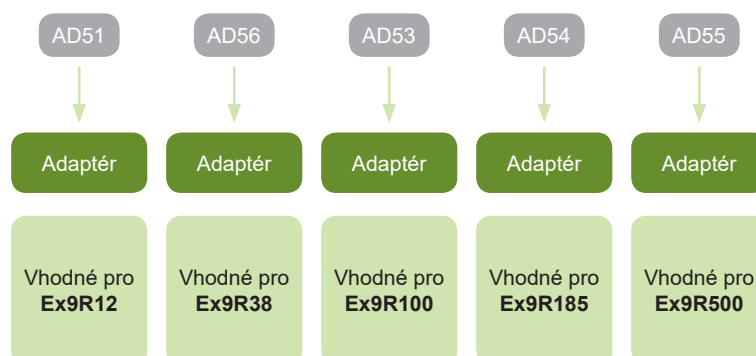 AD51 AD56 AD53 AD54 AD55
Adaptér Adaptér Adaptér Adaptér Adaptér
Vhodné pro Vhodné pro Vhodné pro Vhodné pro Vhodné pro
Ex9R12 Ex9R38 Ex9R100 Ex9R185 Ex9R500